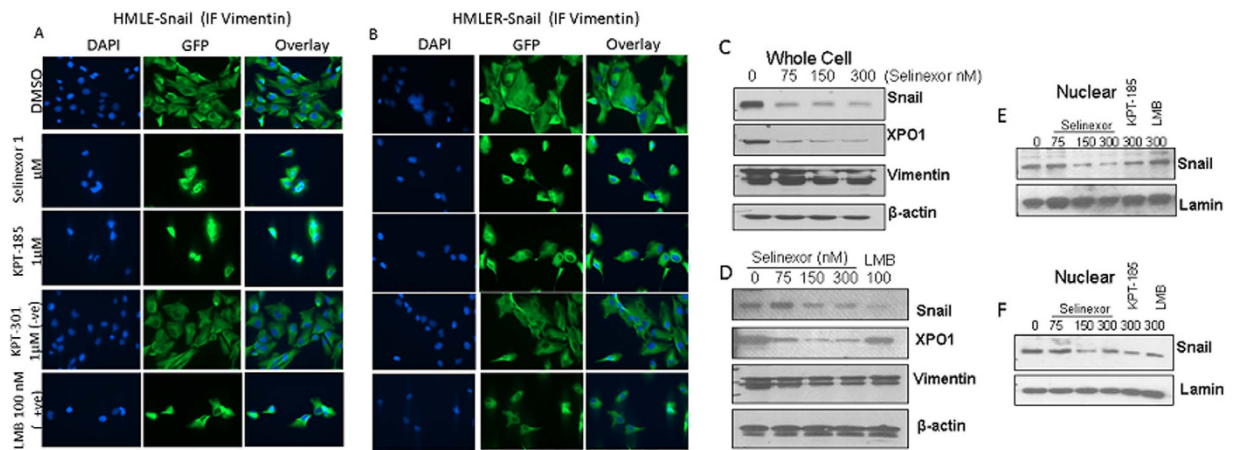 HMLE-Snail (IF Vimentin)
A
DAPI GFP Overlay
DMSO
Selinexor 1
µM
KPT-185
1µM
KPT-301
1µM (-ve)
LMB 100 nM
( +ve)
HMLER-Snail (IF Vimentin)
B
DAPI GFP Overlay
C
Whole Cell
0 75 150 300 (Selinexor nM)
Snail
XPO1
Vimentin
β-actin
D
Selinexor (nM) LMB
0 75 150 300 100
Snail
XPO1
Vimentin
β-actin
E
Nuclear
KPT-185
LMB
Selinexor
0 75 150 300 300 300
Snail
Lamin
F
Nuclear
KPT-185
LMB
Selinexor
0 75 150 300 300 300
Snail
Lamin